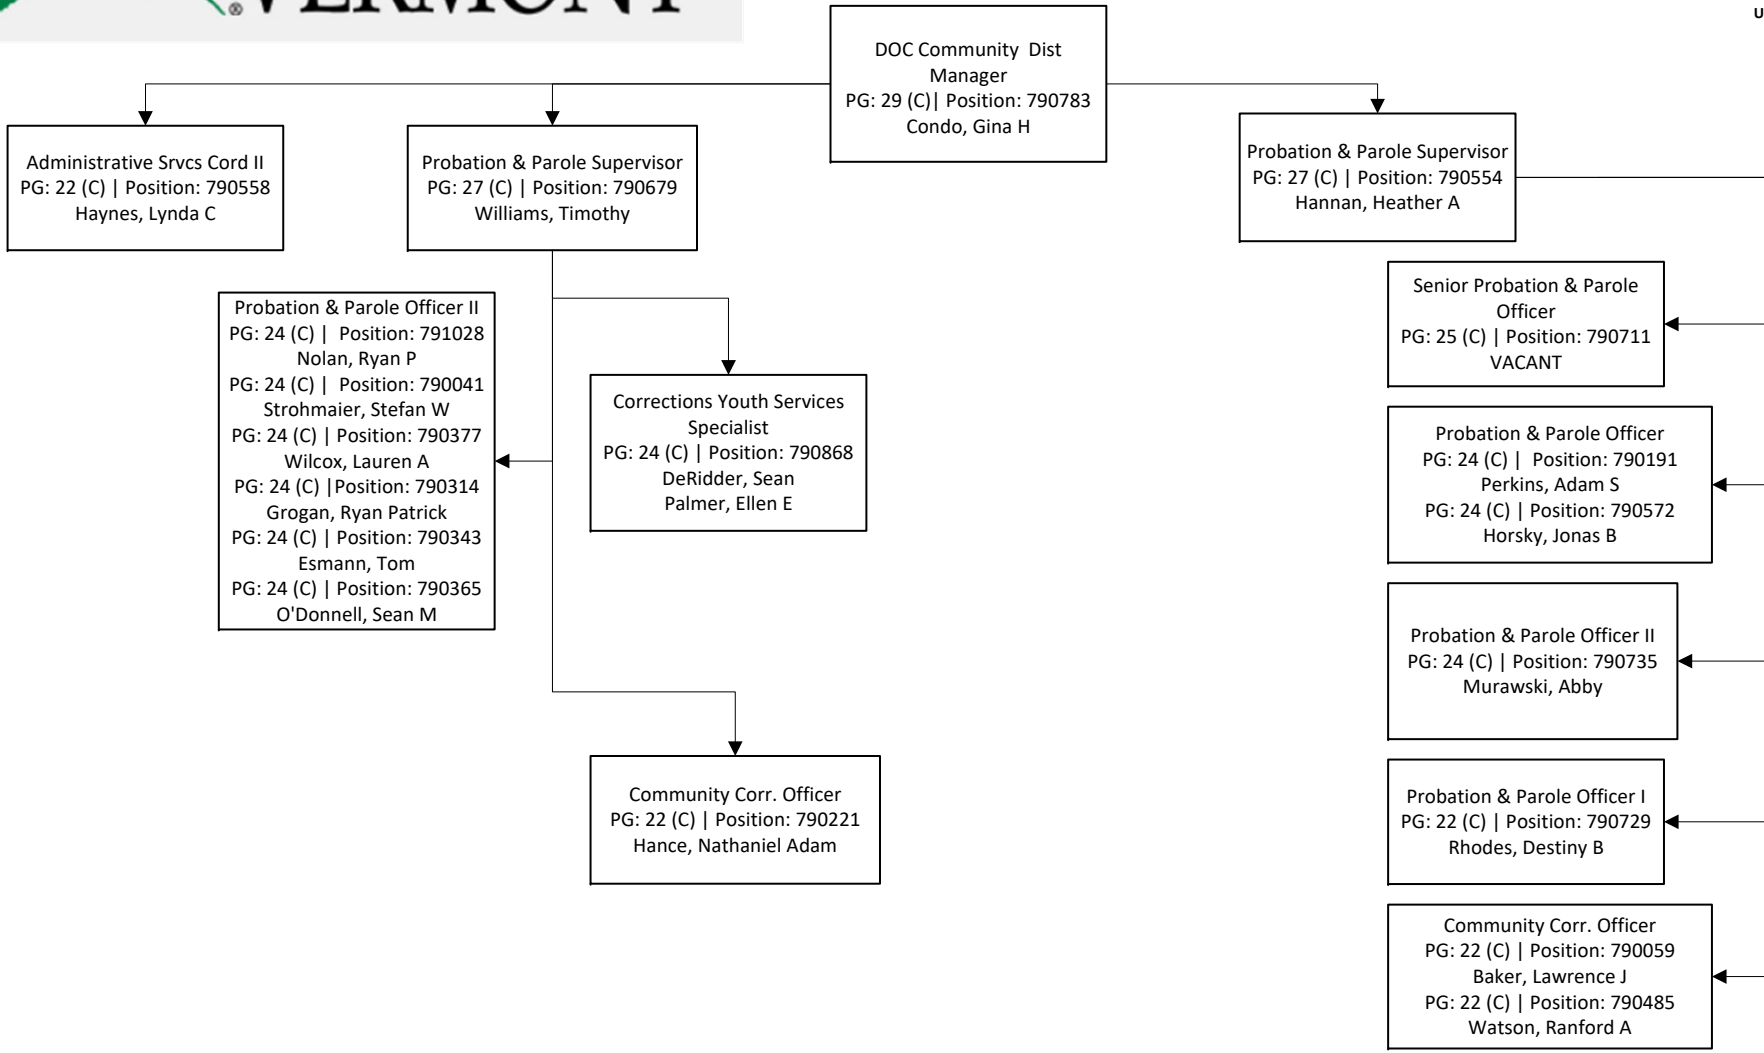 VERMONT
®
U
DOC Community Dist
Manager
PG: 29 (C)| Position: 790783
Condo, Gina H
Administrative Srvcs Cord II
PG: 22 (C) | Position: 790558
Haynes, Lynda C
Probation & Parole Supervisor
PG: 27 (C) | Position: 790679
Williams, Timothy
Probation & Parole Supervisor
PG: 27 (C) | Position: 790554
Hannan, Heather A
Probation & Parole Officer II
PG: 24 (C) | Position: 791028
Nolan, Ryan P
PG: 24 (C) | Position: 790041
Strohmaier, Stefan W
PG: 24 (C) | Position: 790377
Wilcox, Lauren A
PG: 24 (C) |Position: 790314
Grogan, Ryan Patrick
PG: 24 (C) | Position: 790343
Esmann, Tom
PG: 24 (C) | Position: 790365
O'Donnell, Sean M
Corrections Youth Services
Specialist
PG: 24 (C) | Position: 790868
DeRidder, Sean
Palmer, Ellen E
Community Corr. Officer
PG: 22 (C) | Position: 790221
Hance, Nathaniel Adam
Senior Probation & Parole
Officer
PG: 25 (C) | Position: 790711
VACANT
Probation & Parole Officer
PG: 24 (C) | Position: 790191
Perkins, Adam S
PG: 24 (C) | Position: 790572
Horsky, Jonas B
Probation & Parole Officer II
PG: 24 (C) | Position: 790735
Murawski, Abby
Probation & Parole Officer I
PG: 22 (C) | Position: 790729
Rhodes, Destiny B
Community Corr. Officer
PG: 22 (C) | Position: 790059
Baker, Lawrence J
PG: 22 (C) | Position: 790485
Watson, Ranford A